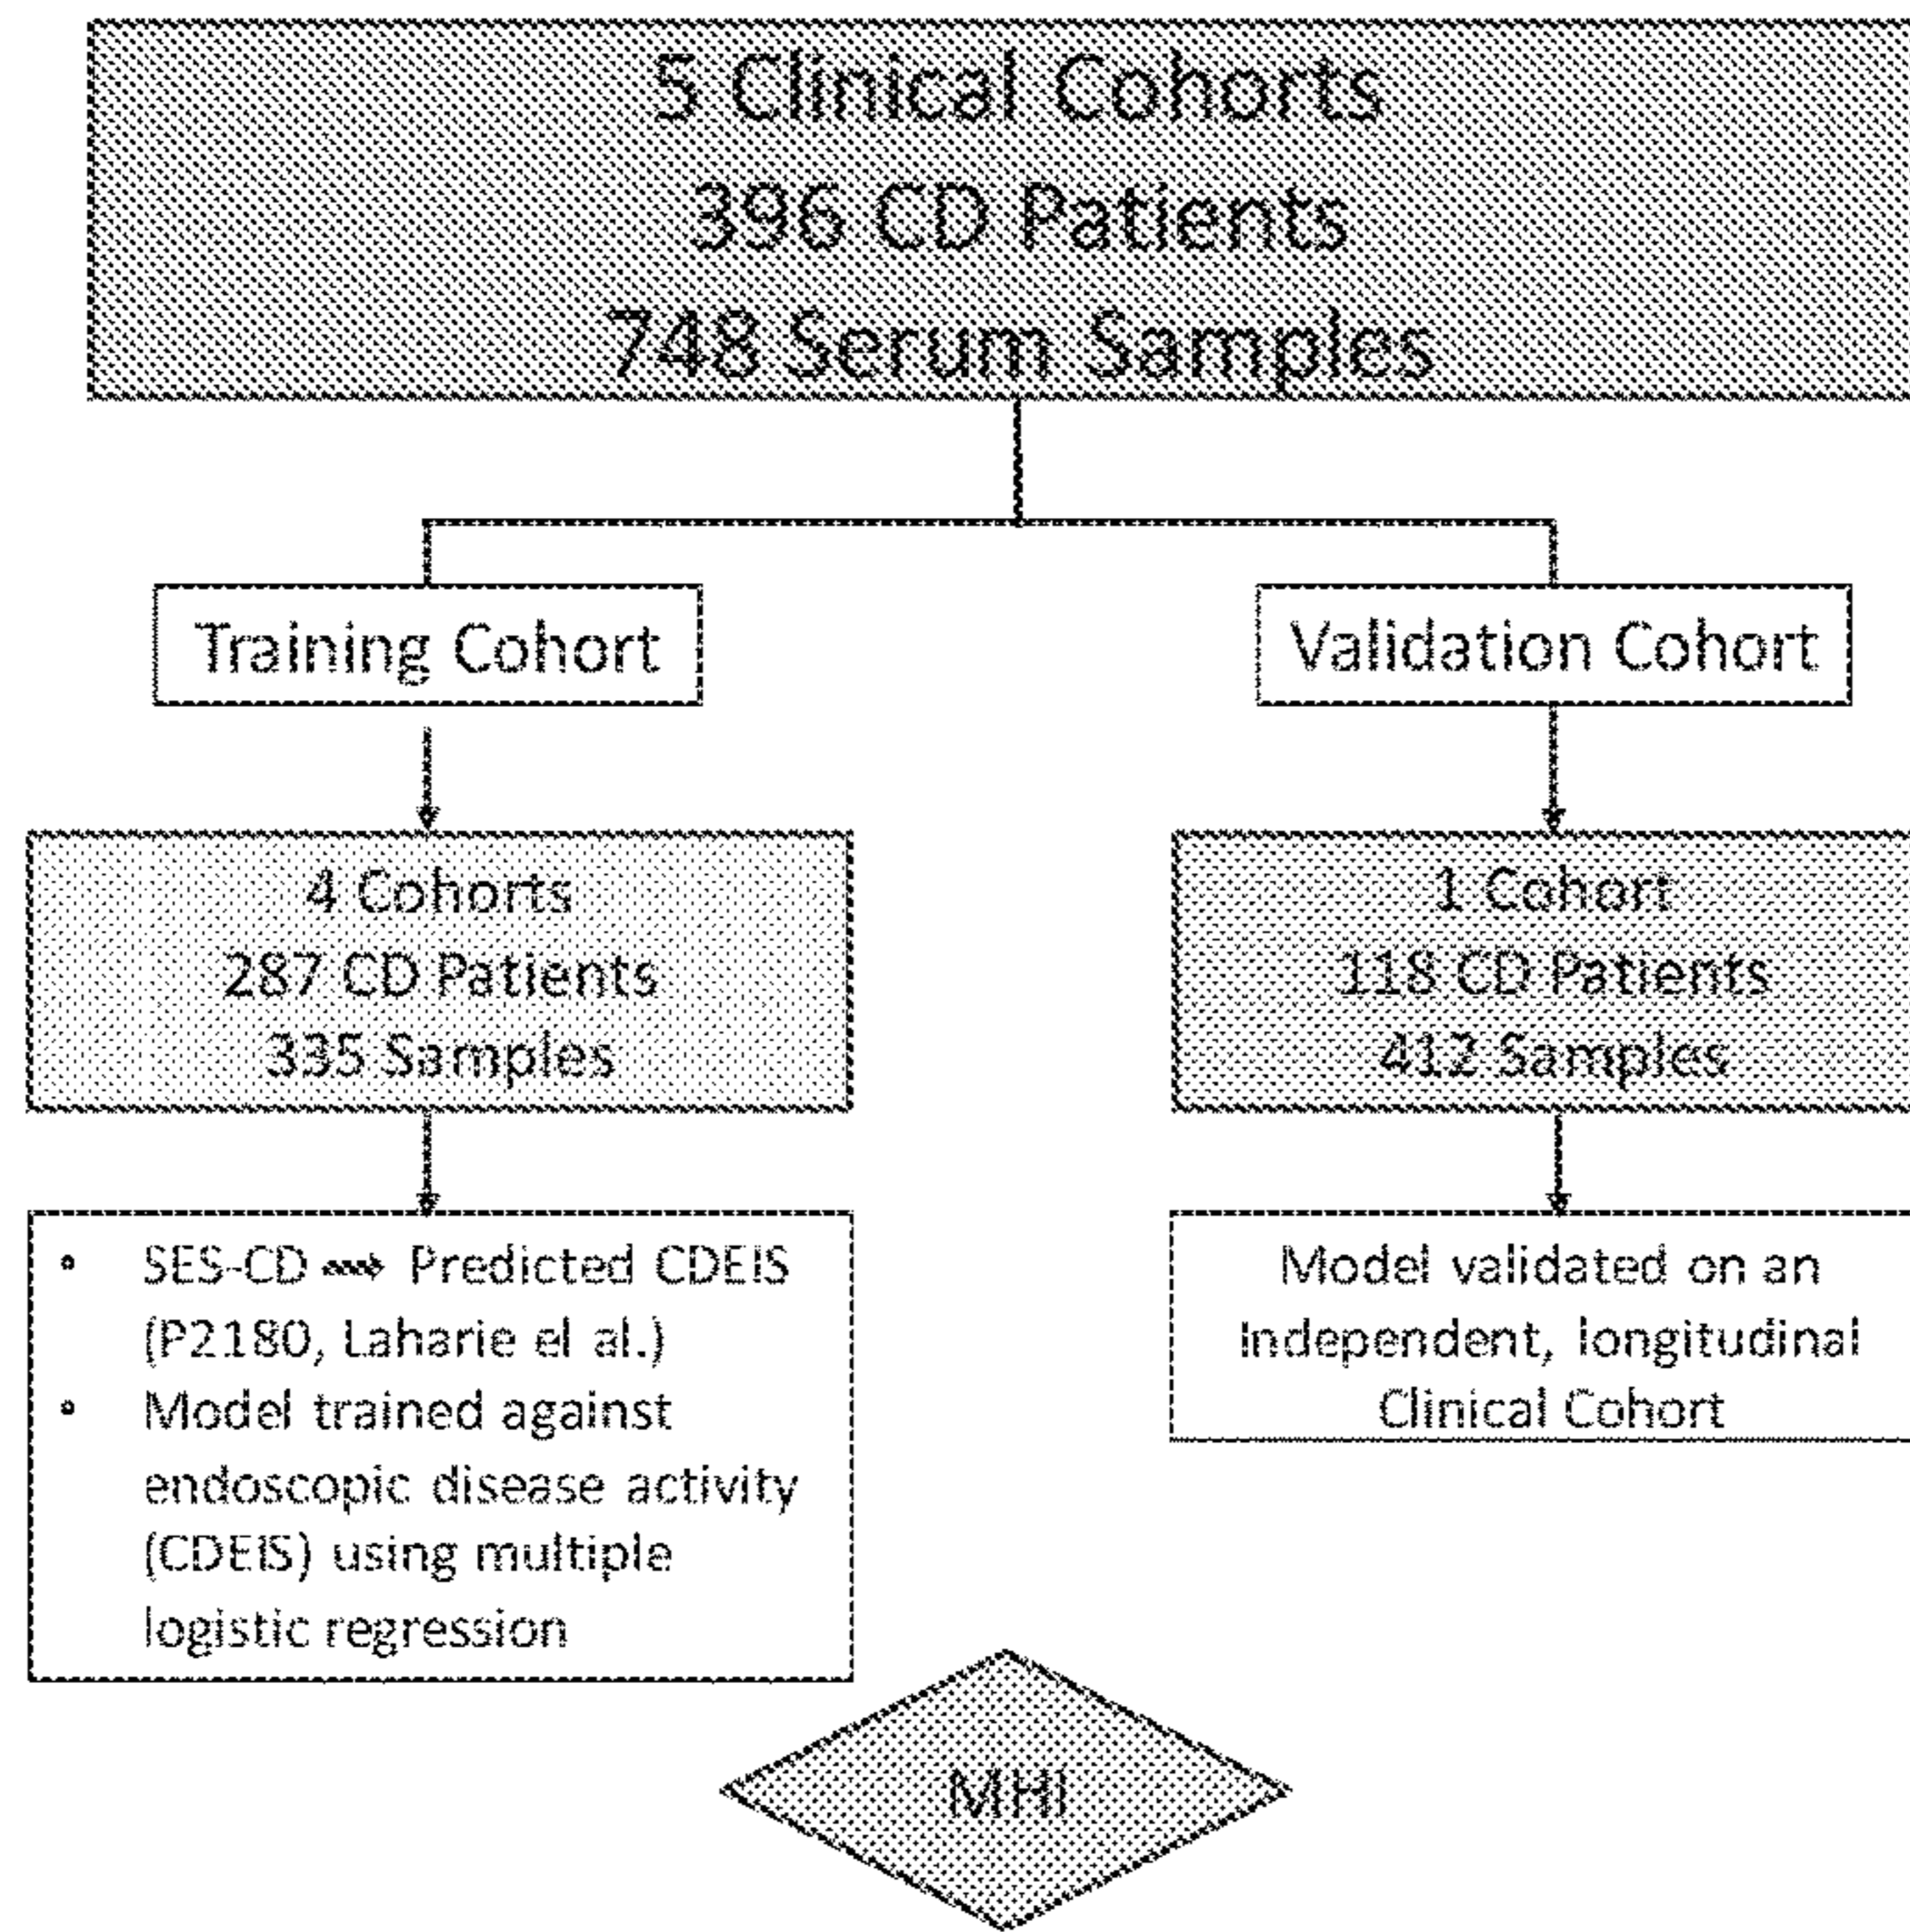 5 Clinical Cohorts
396 CD Patients
748 Serum Samples
Training Cohort
Validation Cohort
4 Cohorts
287 CD Patients
335 Samples
1 Cohort
118 CD Patients
412 Samples
• SES-CD ➡ Predicted CDEIS
(P2180, Laharie el al.)
• Model trained against
endoscopic disease activity
(CDEIS) using multiple
logistic regression
Model validated on an
Independent, longitudinal
Clinical Cohort
MHI